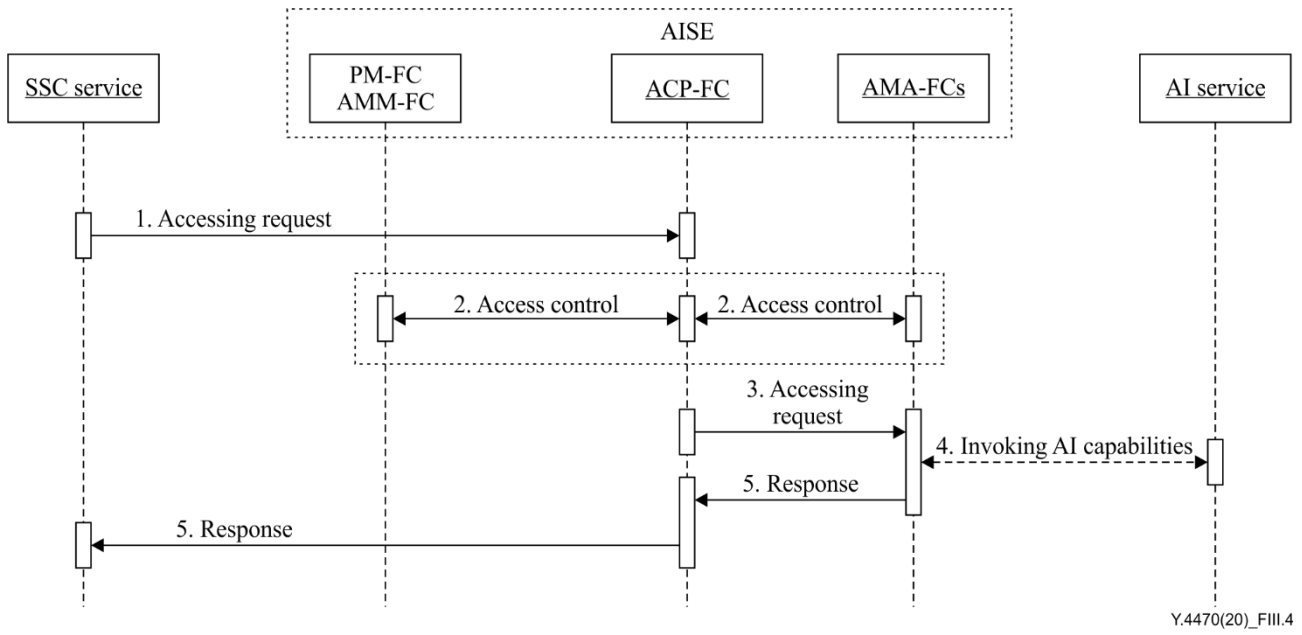 AISE
SSC service
PM-FC
AMM-FC
ACP-FC
AMA-FCs
AI service
1. Accessing request
2. Access control
2. Access control
3. Accessing
request
4. Invoking AI capabilities
5. Response
5. Response
Y.4470(20)_FIII.4